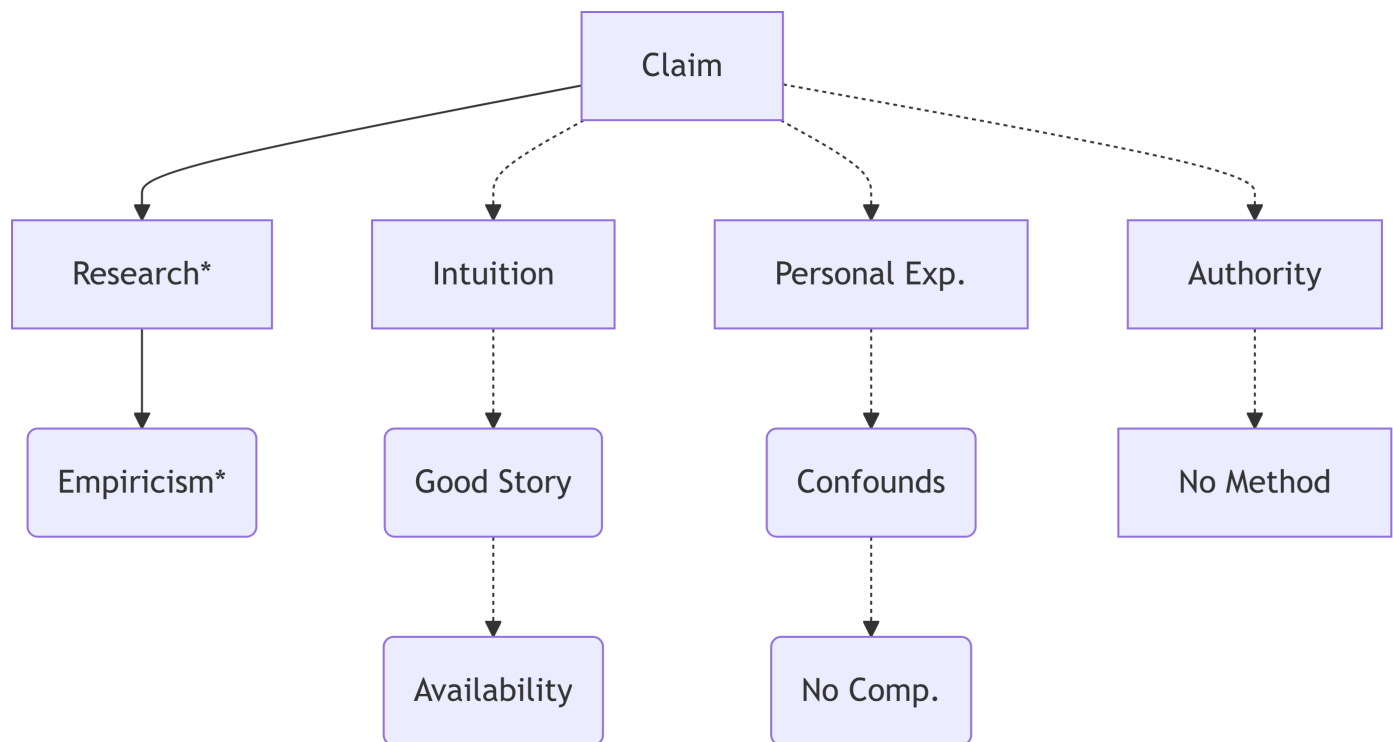 Claim
Research*
Intuition
Personal Exp.
Authority
Empiricism*
Good Story
Confounds
No Method
Availability
No Comp.